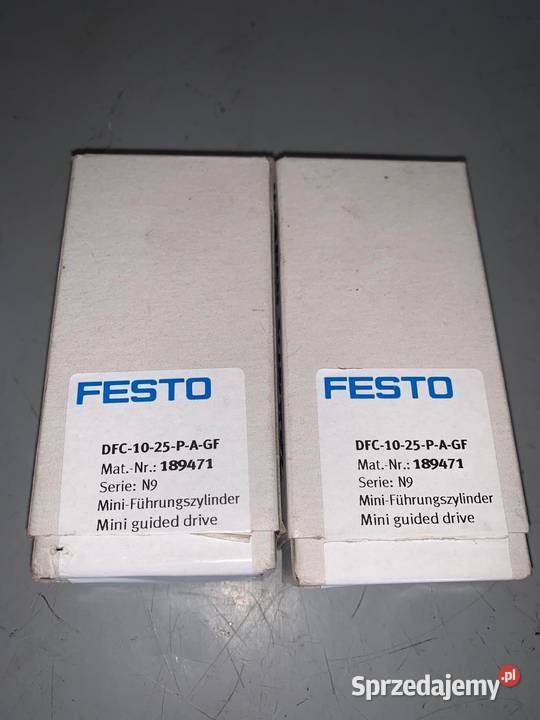 FESTO
DFC-10-25-P-A-GF
Mat.-Nr.: 189471
Serie: N9
Mini-Führungszylinder
Mini guided drive
FESTO
DFC-10-25-P-A-GF
Mat.-Nr.: 189471
Serie: N9
Mini-Führungszylinder
Mini guided drive
Sprzedajemy.pl